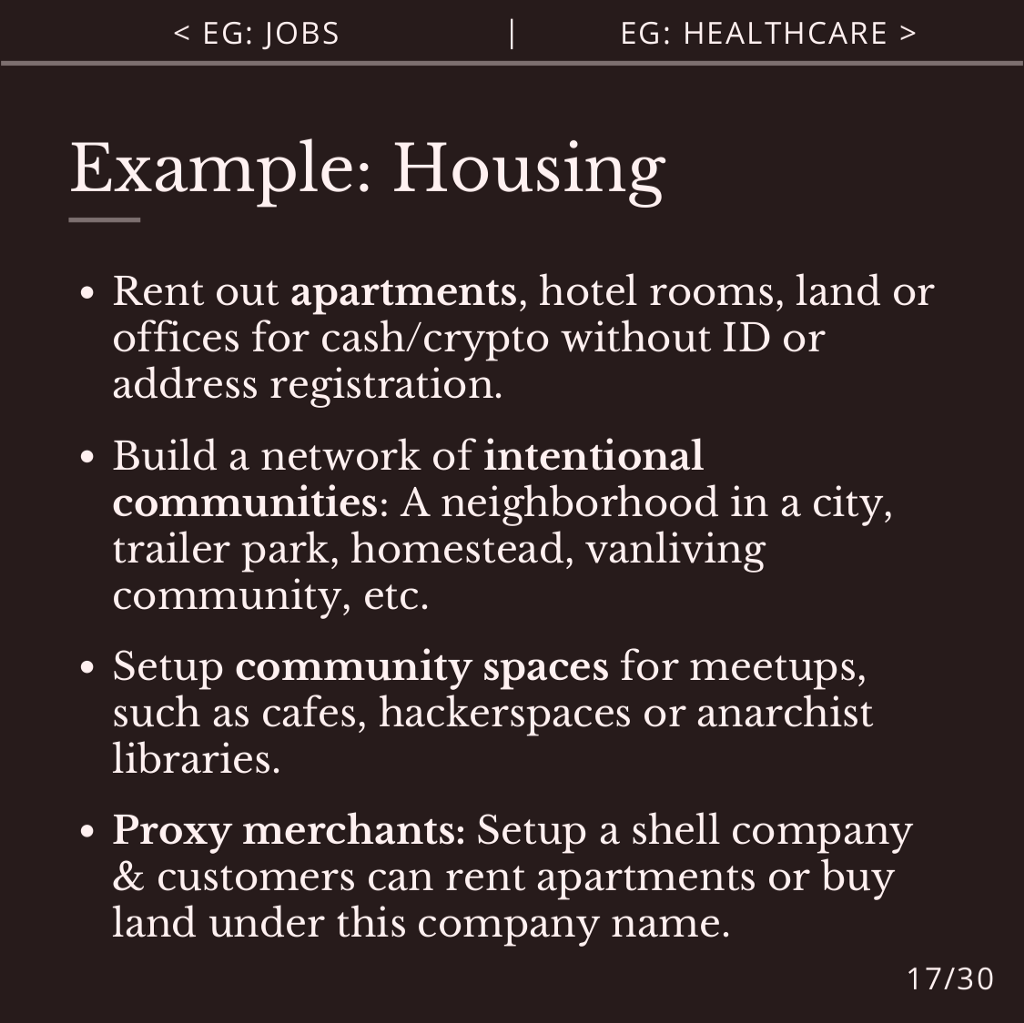 < EG: JOBS | EG: HEALTHCARE >
Example: Housing
• Rent out apartments, hotel rooms, land or
offices for cash/crypto without ID or
address registration.
• Build a network of intentional
communities: A neighborhood in a city,
trailer park, homestead, vanliving
community, etc.
• Setup community spaces for meetups,
such as cafes, hackerspaces or anarchist
libraries.
• Proxy merchants: Setup a shell company
& customers can rent apartments or buy
land under this company name.
17/30